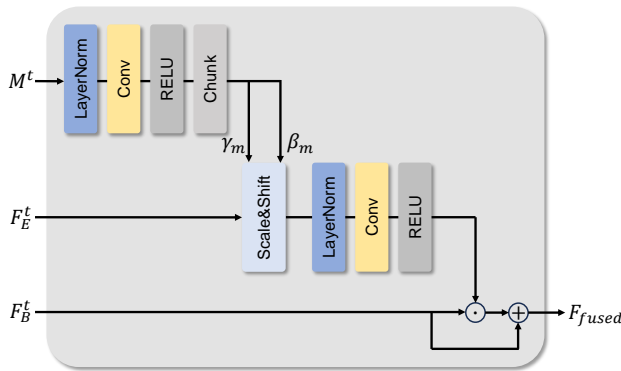 M^t
LayerNorm
Conv
RELU
Chunk
γ_m
β_m
F_E^t
Scale&Shift
LayerNorm
Conv
RELU
F_B^t
F_fused